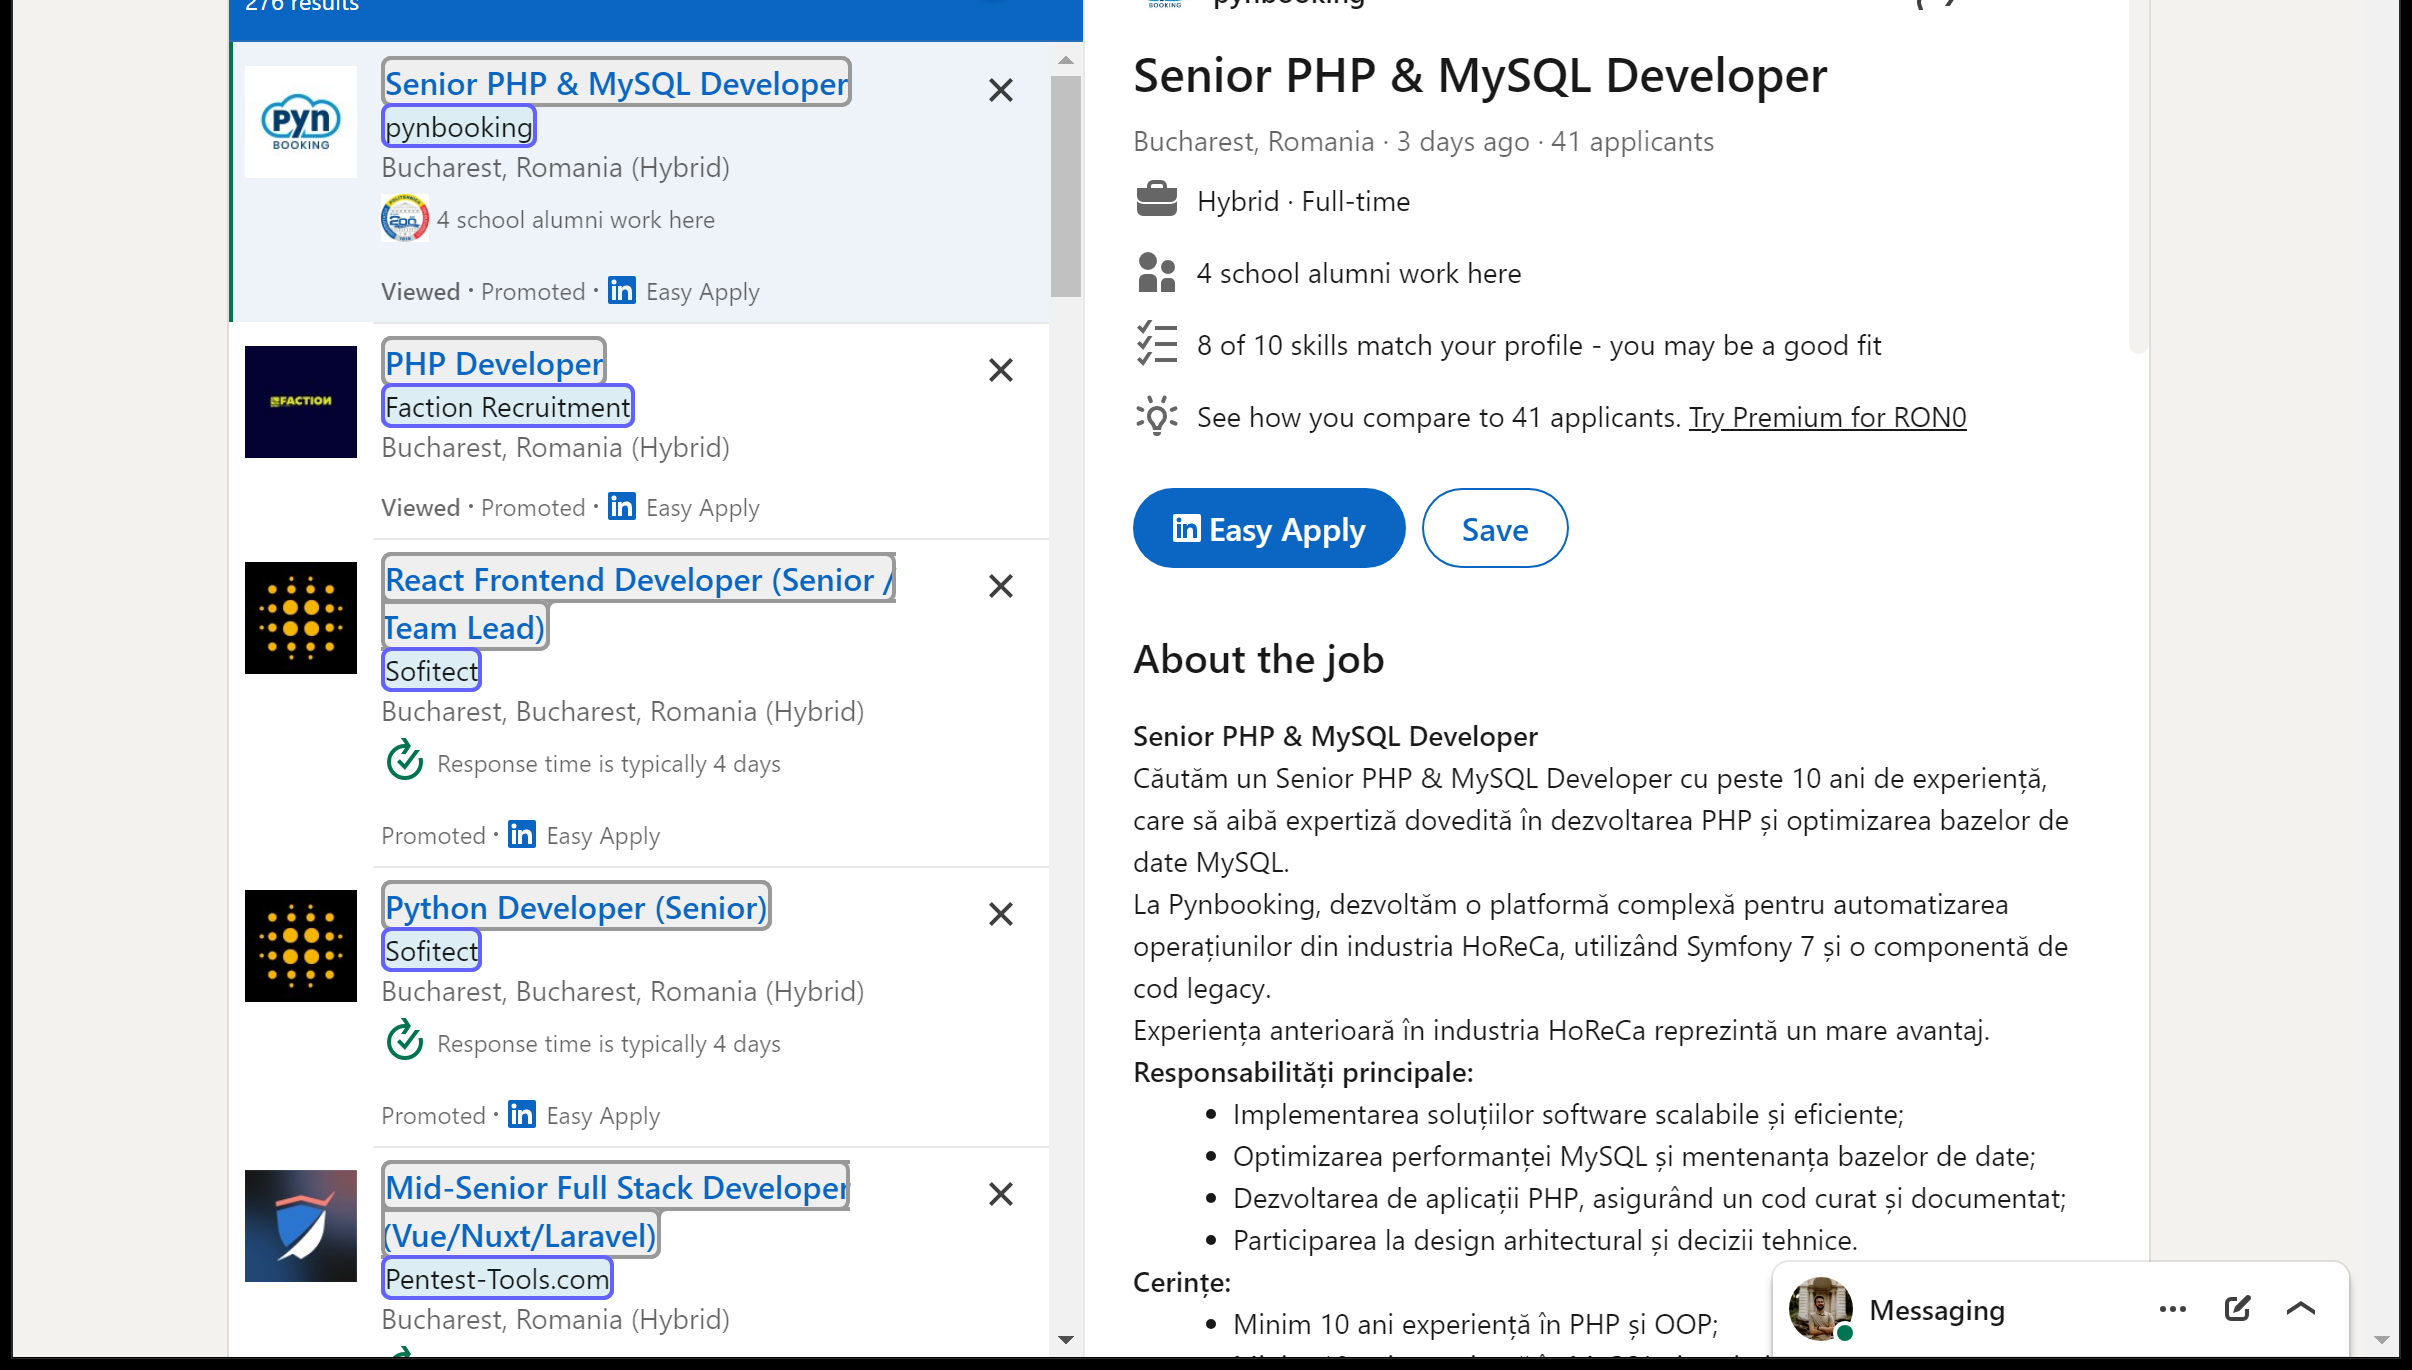 276 results
Senior PHP & MySQL Developer
pynbooking
Bucharest, Romania (Hybrid)
4 school alumni work here
Viewed · Promoted · in Easy Apply
pyn
BOOKING
PHP Developer
Faction Recruitment
Bucharest, Romania (Hybrid)
Viewed · Promoted · in Easy Apply
FACTION
React Frontend Developer (Senior /
Team Lead)
Sofitect
Bucharest, Bucharest, Romania (Hybrid)
Response time is typically 4 days
Promoted · in Easy Apply
Python Developer (Senior)
Sofitect
Bucharest, Bucharest, Romania (Hybrid)
Response time is typically 4 days
Promoted · in Easy Apply
Mid-Senior Full Stack Developer
(Vue/Nuxt/Laravel)
Pentest-Tools.com
Bucharest, Romania (Hybrid)
BOOKING
pynbooking
Senior PHP & MySQL Developer
Bucharest, Romania · 3 days ago · 41 applicants
Hybrid · Full-time
4 school alumni work here
8 of 10 skills match your profile - you may be a good fit
See how you compare to 41 applicants. Try Premium for RON0
in Easy Apply
Save
About the job
Senior PHP & MySQL Developer
Căutăm un Senior PHP & MySQL Developer cu peste 10 ani de experiență,
care să aibă expertiză dovedită în dezvoltarea PHP și optimizarea bazelor de
date MySQL.
La Pynbooking, dezvoltăm o platformă complexă pentru automatizarea
operațiunilor din industria HoReCa, utilizând Symfony 7 și o componentă de
cod legacy.
Experiența anterioară în industria HoReCa reprezintă un mare avantaj.
Responsabilități principale:
• Implementarea soluțiilor software scalabile și eficiente;
• Optimizarea performanței MySQL și mentenanța bazelor de date;
• Dezvoltarea de aplicații PHP, asigurând un cod curat și documentat;
• Participarea la design arhitectural și decizii tehnice.
Cerințe:
• Minim 10 ani experiență în PHP și OOP;
Messaging